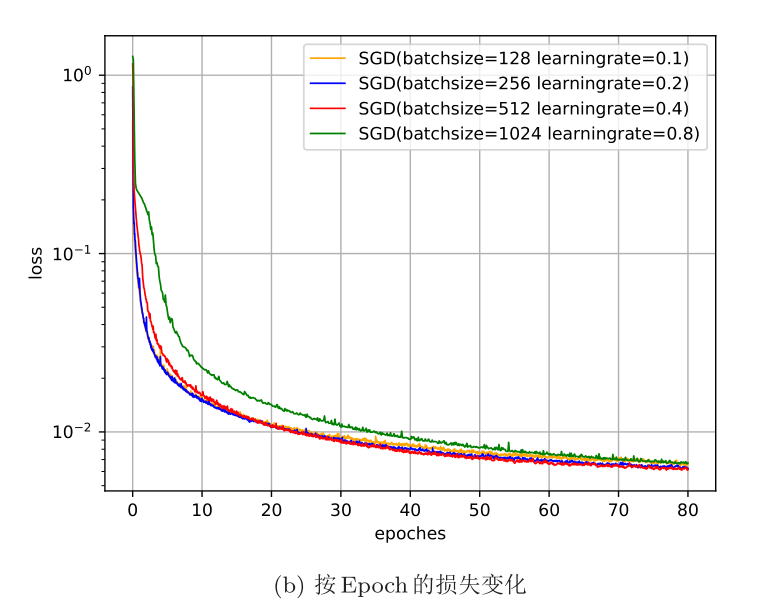 SGD(batchsize=128 learningrate=0.1)
SGD(batchsize=256 learningrate=0.2)
SGD(batchsize=512 learningrate=0.4)
SGD(batchsize=1024 learningrate=0.8)
10⁰
10⁻¹
10⁻²
loss
0 10 20 30 40 50 60 70 80
epoches
(b) 按 Epoch 的损失变化